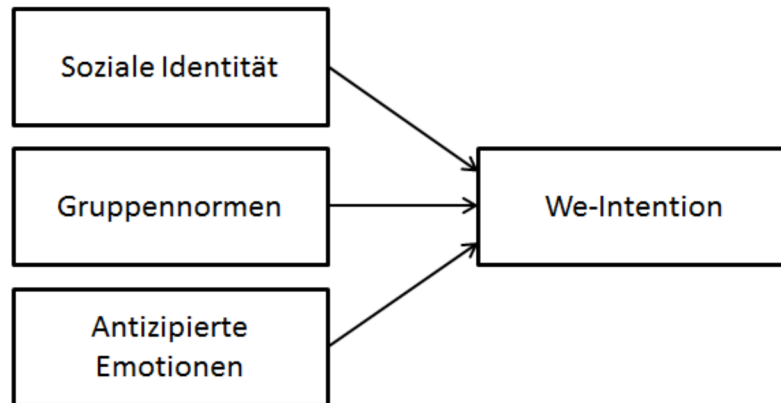 Soziale Identität
Gruppennormen
We-Intention
Antizipierte
Emotionen